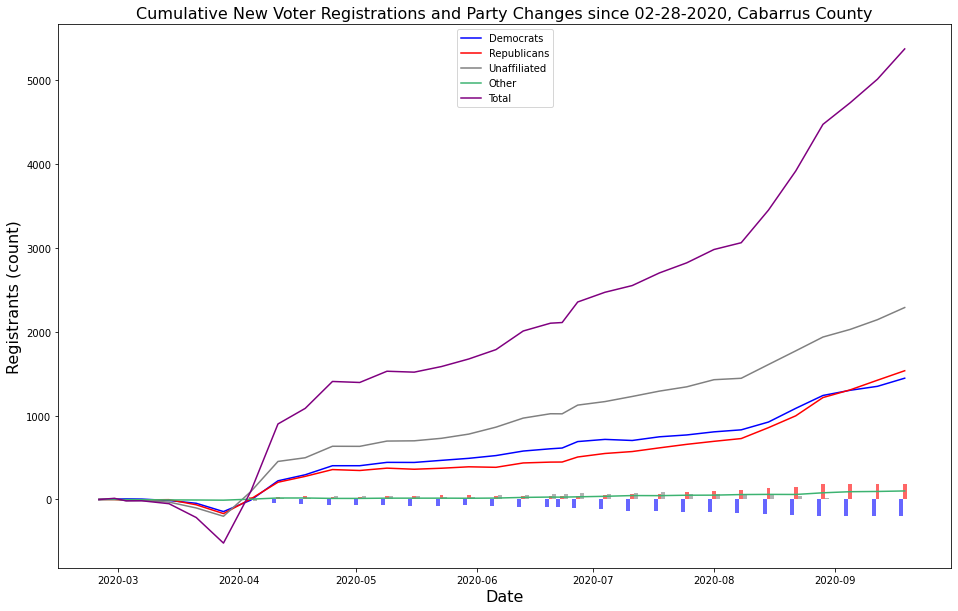 Cumulative New Voter Registrations and Party Changes since 02-28-2020, Cabarrus County
Democrats
Republicans
Unaffiliated
Other
Total
Registrants (count)
5000
4000
3000
2000
1000
0
2020-03
2020-04
2020-05
2020-06
2020-07
2020-08
2020-09
Date